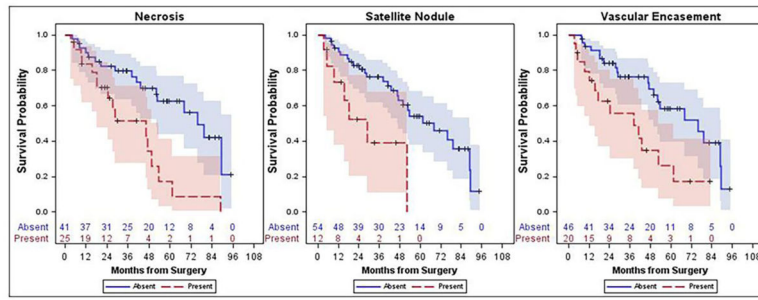 Necrosis
Survival Probability
1.0
0.8
0.6
0.4
0.2
0.0
Absent 41 37 31 25 20 12 8 4 0
Present 25 19 12 7 4 2 1 1 0
0 12 24 36 48 60 72 84 96 108
Months from Surgery
Absent Present
Satellite Nodule
Survival Probability
1.0
0.8
0.6
0.4
0.2
0.0
Absent 54 48 39 30 23 14 9 5 0
Present 12 8 4 2 1 0
0 12 24 36 48 60 72 84 96 108
Months from Surgery
Absent Present
Vascular Encasement
Survival Probability
1.0
0.8
0.6
0.4
0.2
0.0
Absent 46 41 34 24 20 11 8 5 0
Present 20 15 9 8 4 3 1 0
0 12 24 36 48 60 72 84 96 108
Months from Surgery
Absent Present